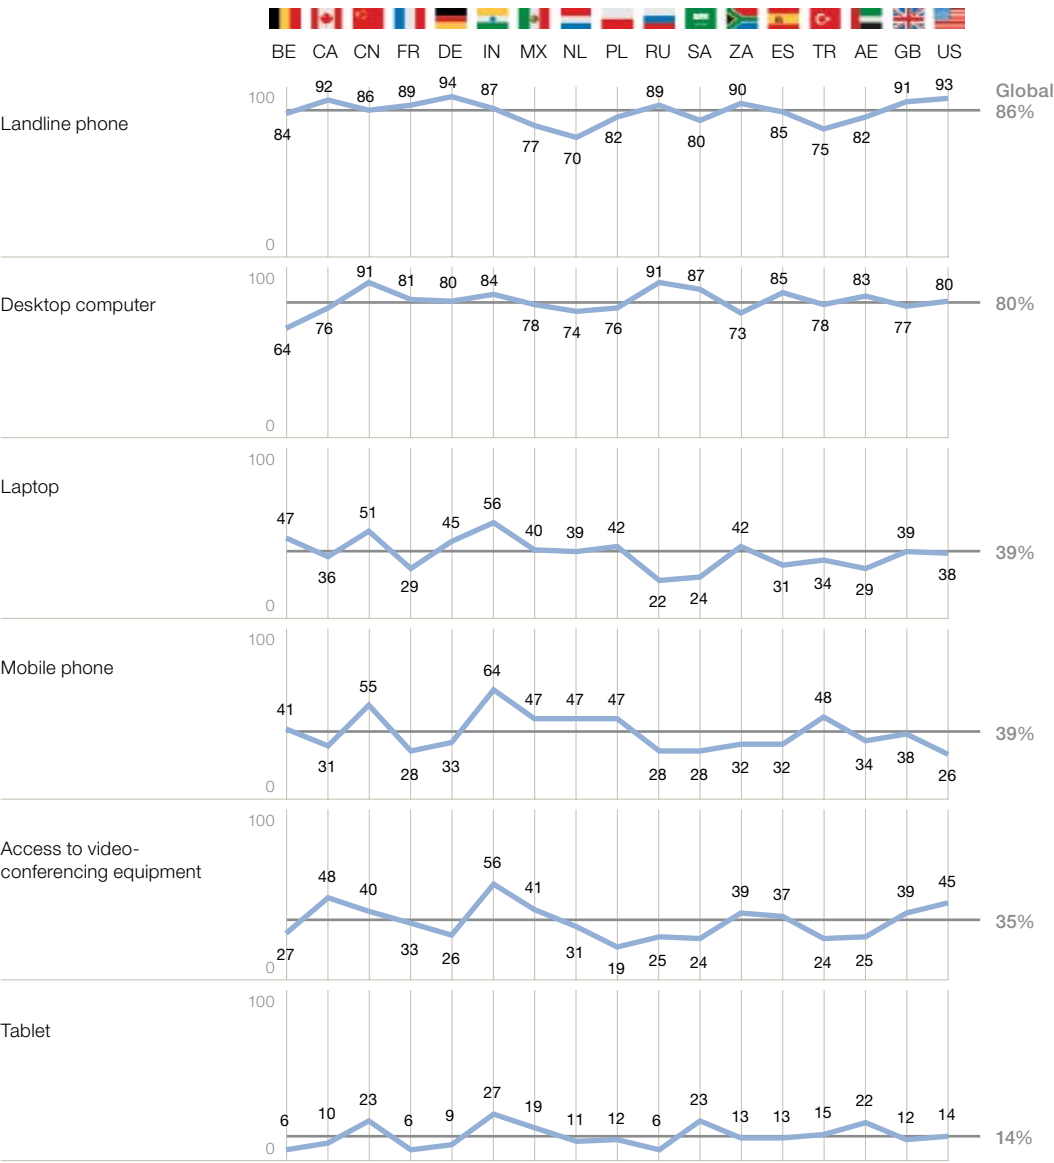 BE CA CN FR DE IN MX NL PL RU SA ZA ES TR AE GB US
Global
Landline phone
100
0
84 92 86 89 94 87 77 70 82 89 80 90 85 75 82 91 93
86%
Desktop computer
100
0
64 76 91 81 80 84 78 74 76 91 87 73 85 78 83 77 80
80%
Laptop
100
0
47 36 51 29 45 56 40 39 42 22 24 42 31 34 29 39 38
39%
Mobile phone
100
0
41 31 55 28 33 64 47 47 47 28 28 32 32 48 34 38 26
39%
Access to video-
conferencing equipment
100
0
27 48 40 33 26 56 41 31 19 25 24 39 37 24 25 39 45
35%
Tablet
100
0
6 10 23 6 9 27 19 11 12 6 23 13 13 15 22 12 14
14%